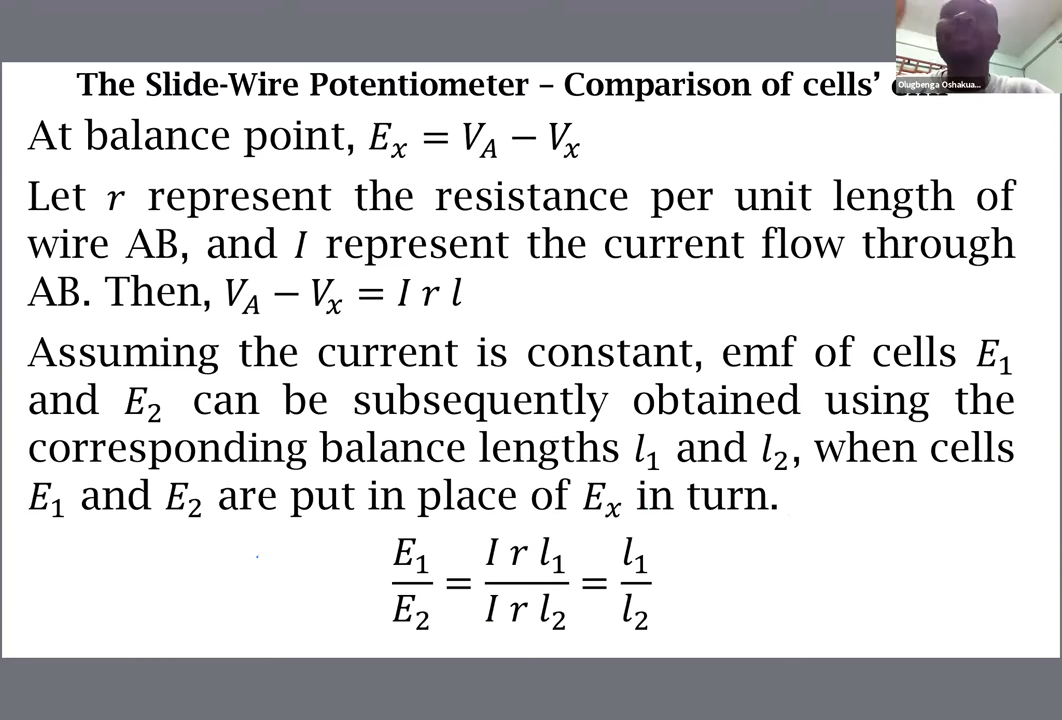 The Slide-Wire Potentiometer – Comparison of cells’
Olugbenga Oshakua...
At balance point, Eₓ = V_A − Vₓ
Let r represent the resistance per unit length of
wire AB, and I represent the current flow through
AB. Then, V_A − Vₓ = I r l
Assuming the current is constant, emf of cells E₁
and E₂ can be subsequently obtained using the
corresponding balance lengths l₁ and l₂, when cells
E₁ and E₂ are put in place of Eₓ in turn.
E₁/E₂ = I r l₁/I r l₂ = l₁/l₂